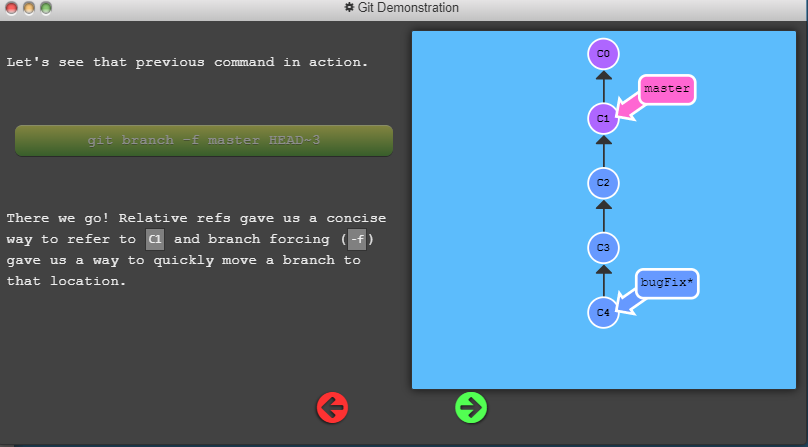 Git Demonstration
Let's see that previous command in action.
git branch -f master HEAD~3
There we go! Relative refs gave us a concise
way to refer to C1 and branch forcing (-f)
gave us a way to quickly move a branch to
that location.
C0
master
C1
C2
C3
bugFix*
C4